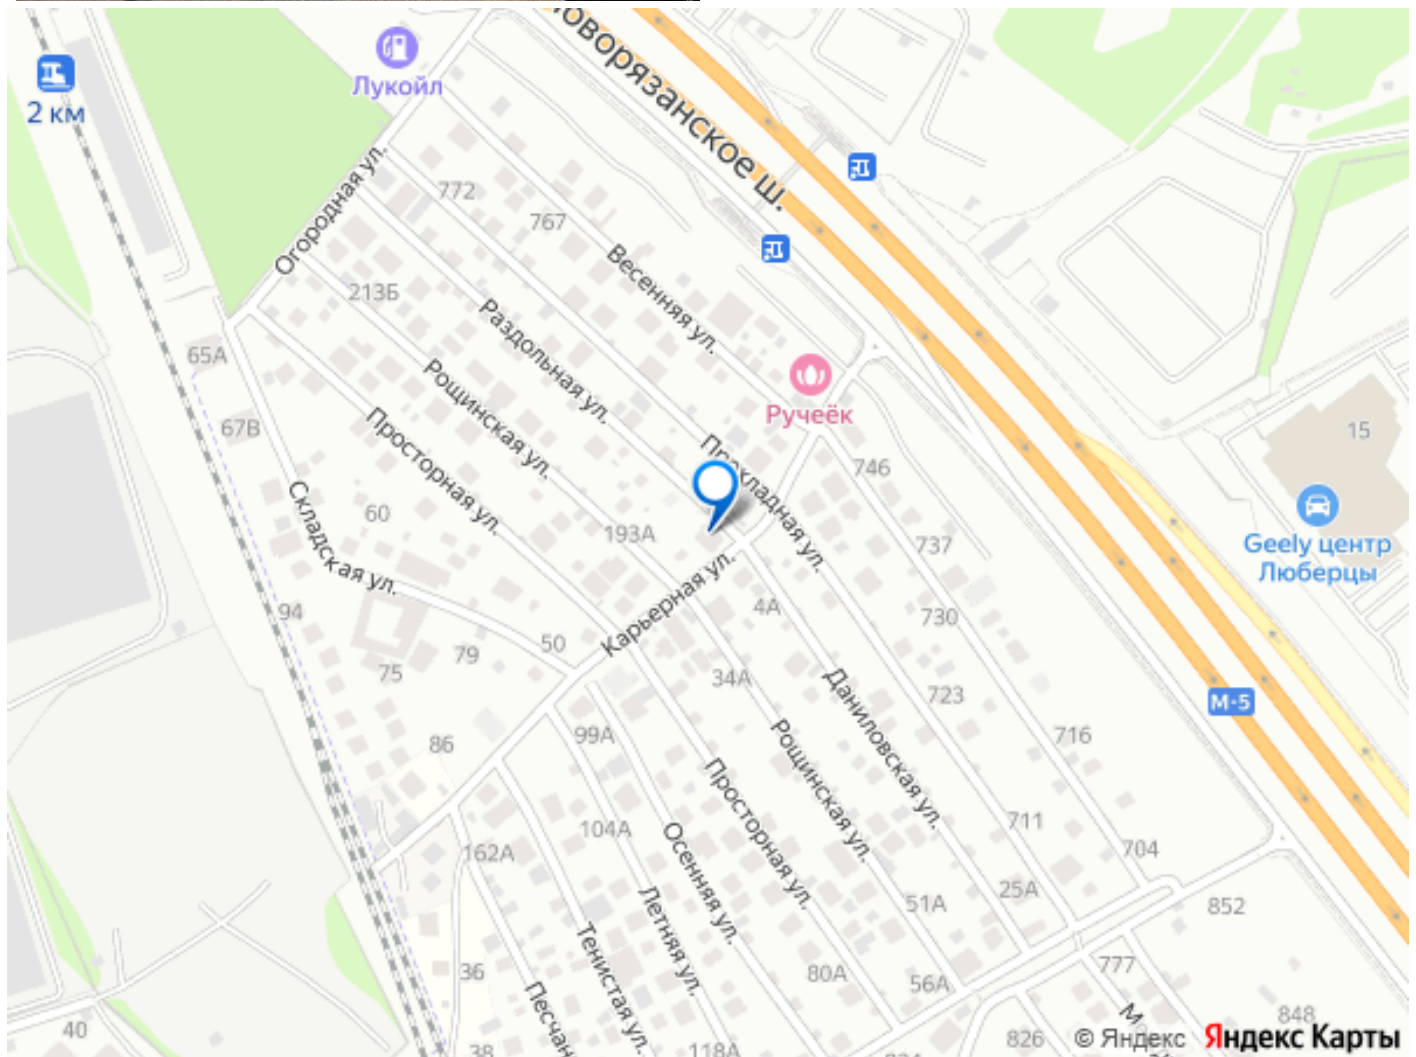 Новорязанское ш.
Лукойл
2 км
Огородная ул.
772
767
Весенняя ул.
213Б
Раздольная ул.
65А
Рощинская ул.
Ручеёк
67В
Просторная ул.
Прохладная ул.
746
15
Складская ул.
60
193А
737
Geely центр
Люберцы
Карьерная ул.
94
4А
730
50
79
75
34А
723
Даниловская ул.
М-5
86
99А
716
Рощинская ул.
Просторная ул.
104А
711
Осенняя ул.
162А
704
25А
51А
852
Летняя ул.
Тенистая ул.
36
80А
56А
777
Песчан
40
38
118А
826
848
М
© Яндекс
Яндекс Карты